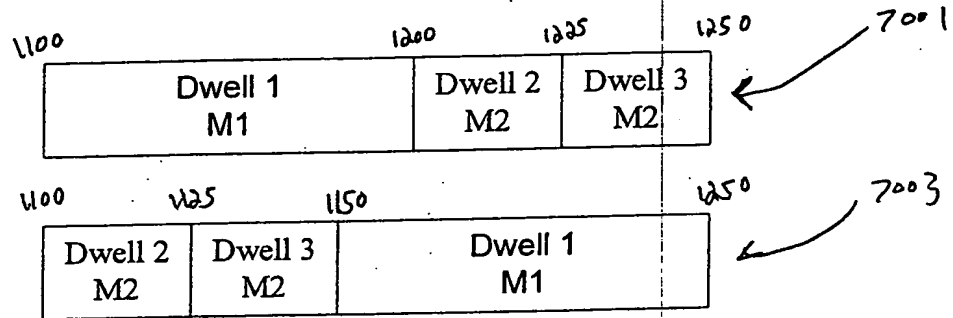 1100 1200 1225 1250 7001
Dwell 1 Dwell 2 Dwell 3
M1 M2 M2
1100 1125 1150 1250 7003
Dwell 2 Dwell 3 Dwell 1
M2 M2 M1